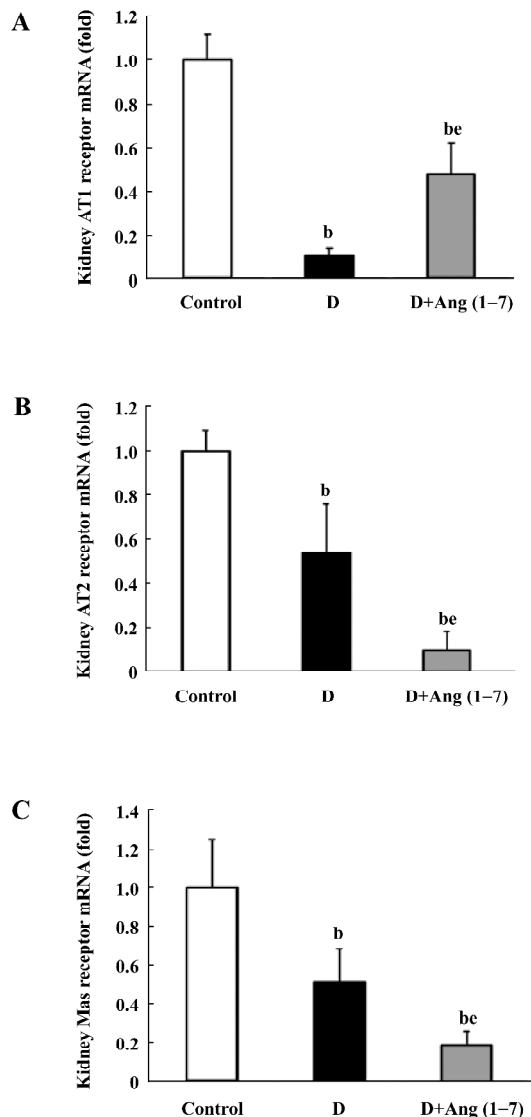 A
Kidney AT1 receptor mRNA (fold)
1.2
1.0
0.8
0.6
0.4
0.2
0
b
be
Control
D
D+Ang (1–7)
B
Kidney AT2 receptor mRNA (fold)
1.2
1.0
0.8
0.6
0.4
0.2
0
b
be
Control
D
D+Ang (1–7)
C
Kidney Mas receptor mRNA (fold)
1.4
1.2
1.0
0.8
0.6
0.4
0.2
0
b
be
Control
D
D+Ang (1–7)